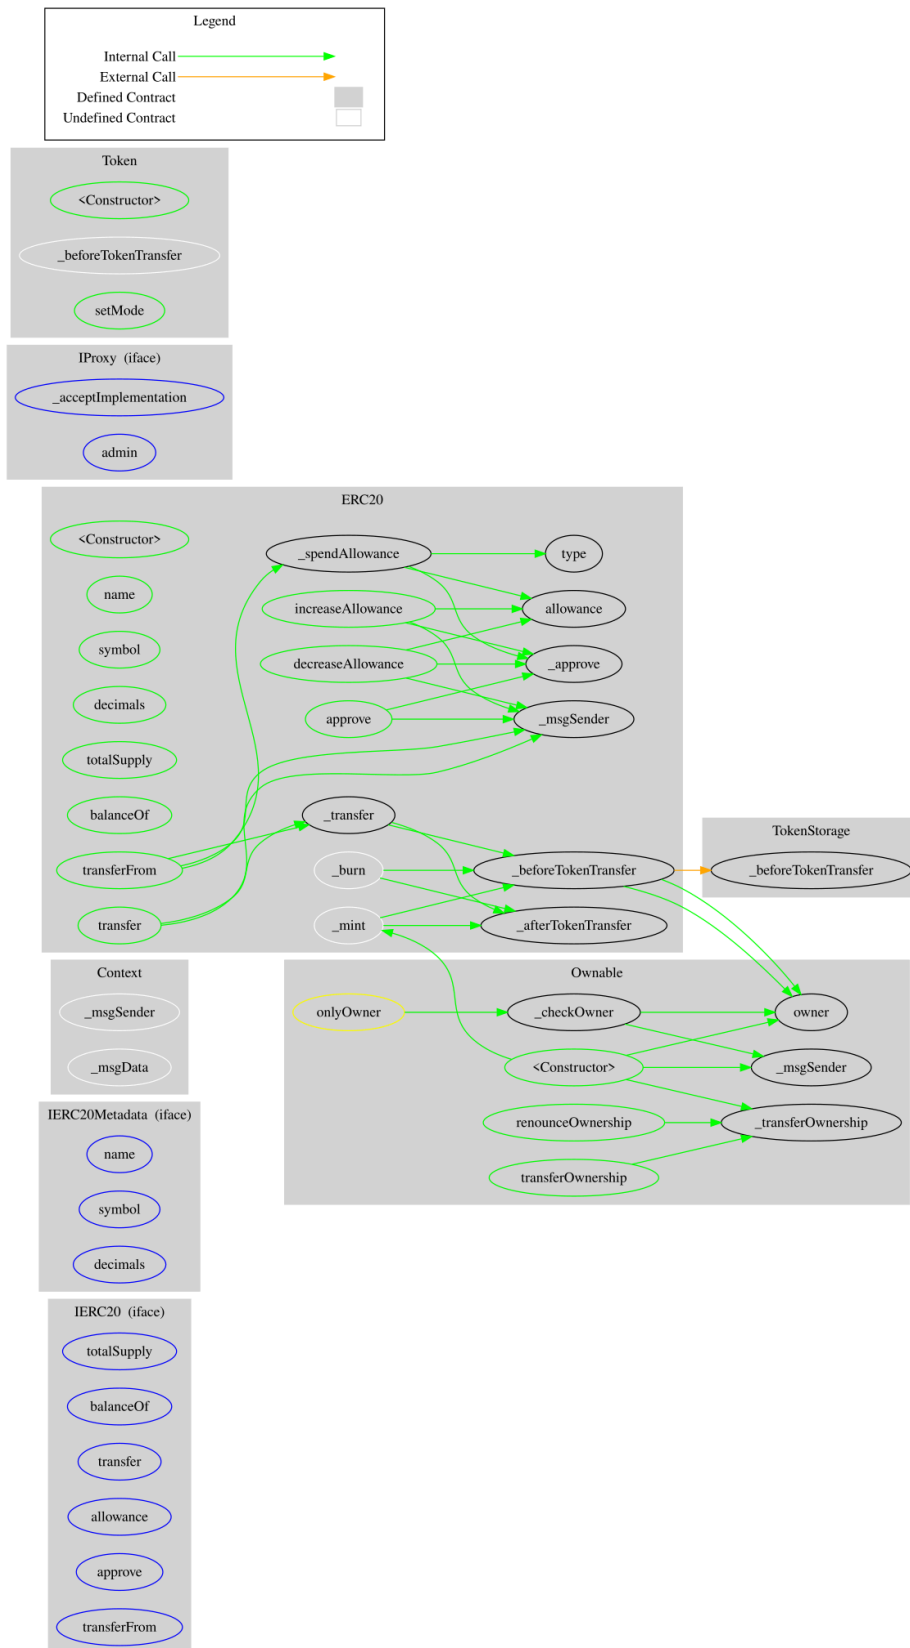 Legend
Internal Call
External Call
Defined Contract
Undefined Contract
Token
<Constructor>
_beforeTokenTransfer
setMode
IProxy (iface)
_acceptImplementation
admin
ERC20
<Constructor>
name
symbol
decimals
totalSupply
balanceOf
transferFrom
transfer
_spendAllowance
increaseAllowance
decreaseAllowance
approve
_transfer
_burn
_mint
type
allowance
_approve
_msgSender
_beforeTokenTransfer
_afterTokenTransfer
TokenStorage
_beforeTokenTransfer
Context
_msgSender
_msgData
Ownable
onlyOwner
_checkOwner
<Constructor>
renounceOwnership
transferOwnership
owner
_msgSender
_transferOwnership
IERC20Metadata (iface)
name
symbol
decimals
IERC20 (iface)
totalSupply
balanceOf
transfer
allowance
approve
transferFrom